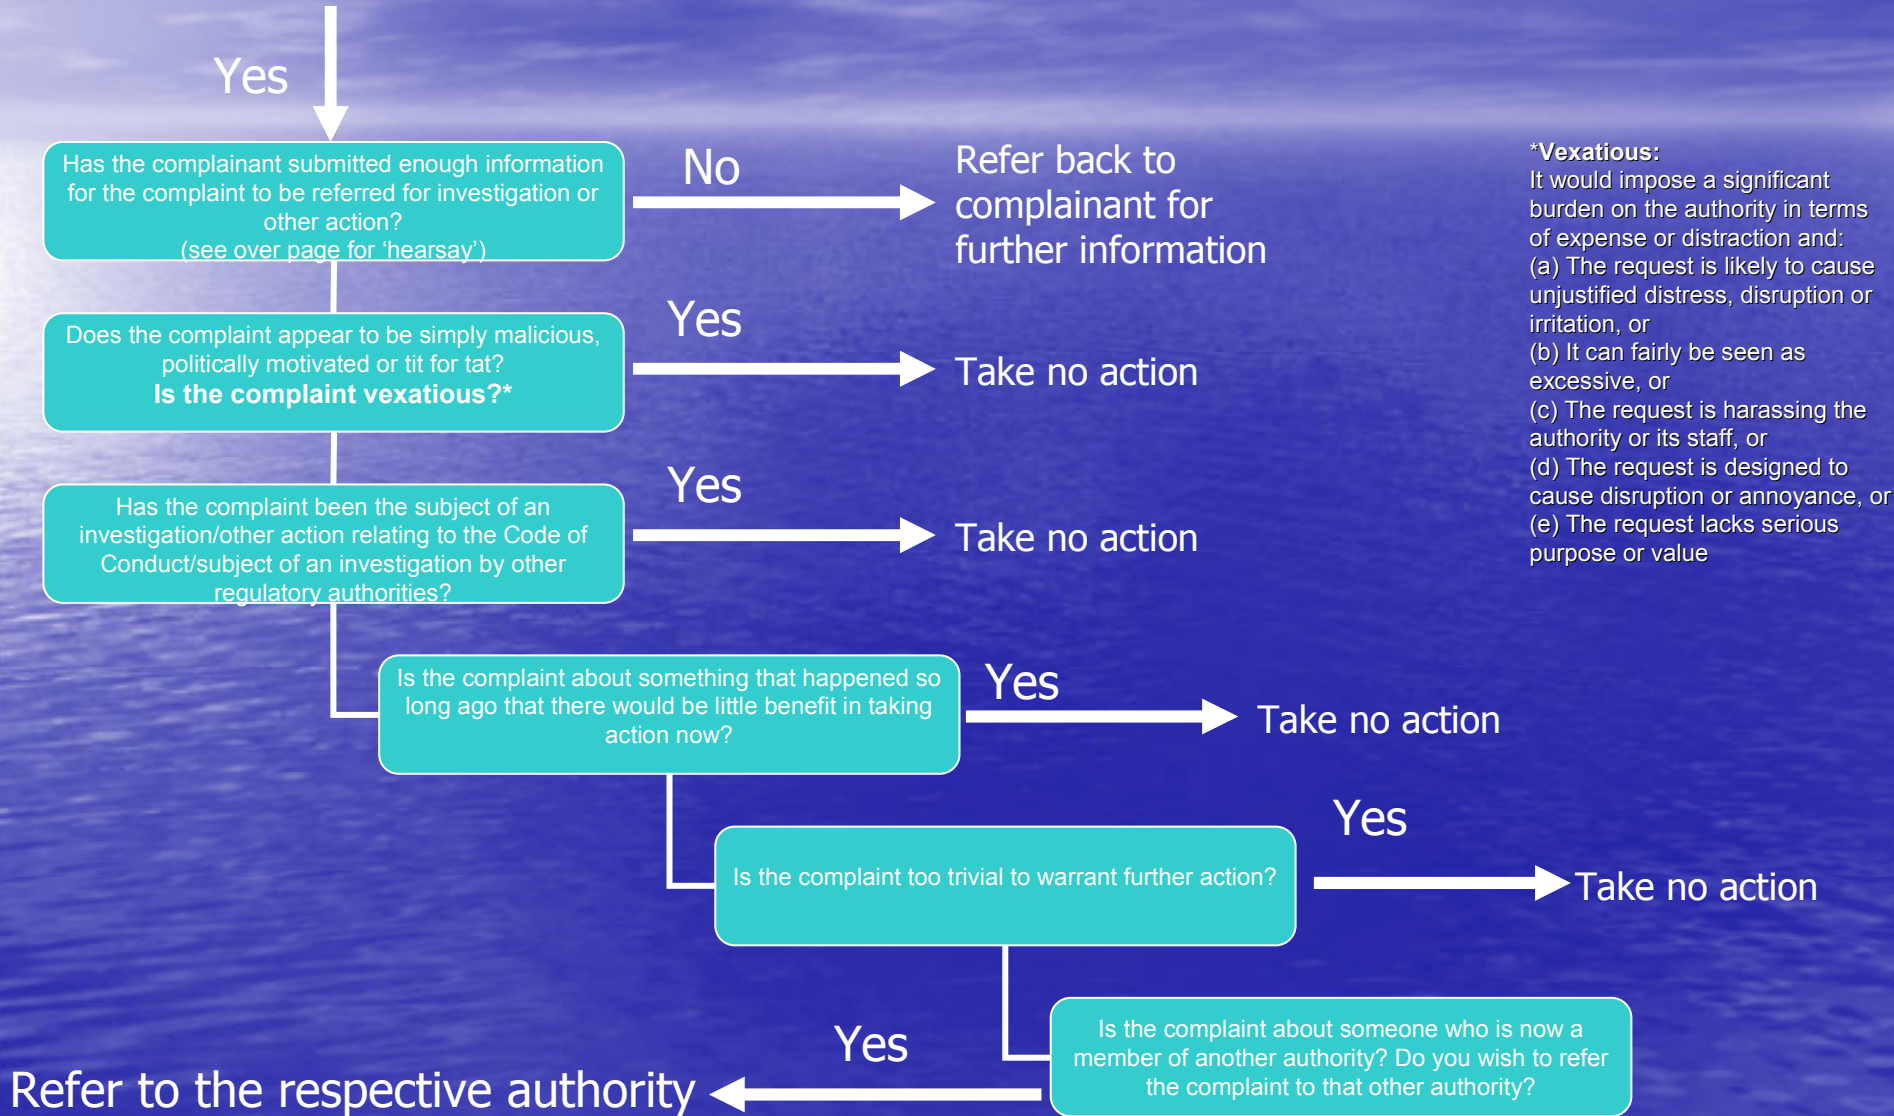 Yes
Has the complainant submitted enough information
for the complaint to be referred for investigation or
other action?
(see over page for ‘hearsay’)
No
Refer back to
complainant for
further information
Does the complaint appear to be simply malicious,
politically motivated or tit for tat?
Is the complaint vexatious?*
Yes
Take no action
Has the complaint been the subject of an
investigation/other action relating to the Code of
Conduct/subject of an investigation by other
regulatory authorities?
Yes
Take no action
Is the complaint about something that happened so
long ago that there would be little benefit in taking
action now?
Yes
Take no action
Is the complaint too trivial to warrant further action?
Yes
Take no action
Is the complaint about someone who is now a
member of another authority? Do you wish to refer
the complaint to that other authority?
Yes
Refer to the respective authority
*Vexatious:
It would impose a significant
burden on the authority in terms
of expense or distraction and:
(a) The request is likely to cause
unjustified distress, disruption or
irritation, or
(b) It can fairly be seen as
excessive, or
(c) The request is harassing the
authority or its staff, or
(d) The request is designed to
cause disruption or annoyance, or
(e) The request lacks serious
purpose or value